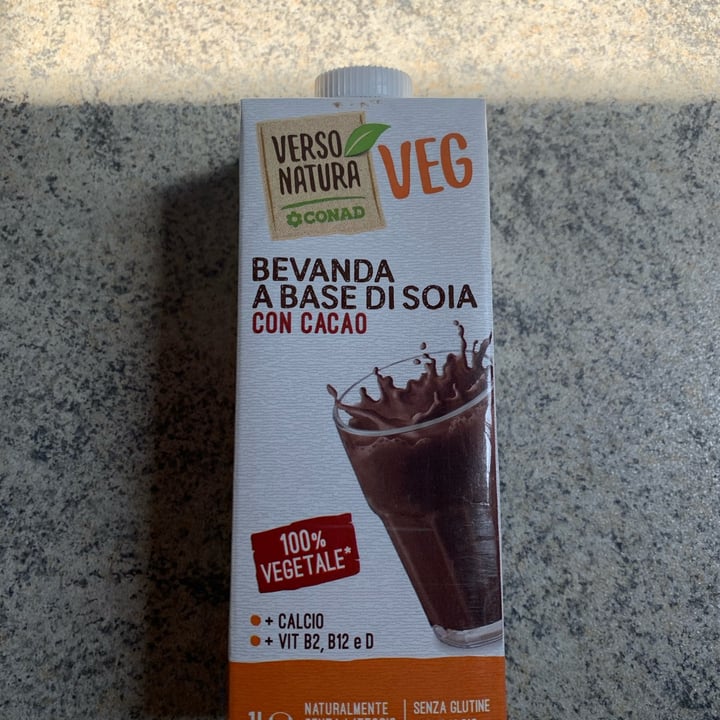 VERSO
NATURA
CONAD
VEG
BEVANDA
A BASE DI SOIA
CON CACAO
100%
VEGETALE*
+ CALCIO
+ VIT B2, B12 e D
1L
NATURALMENTE
SENZA GLUTINE